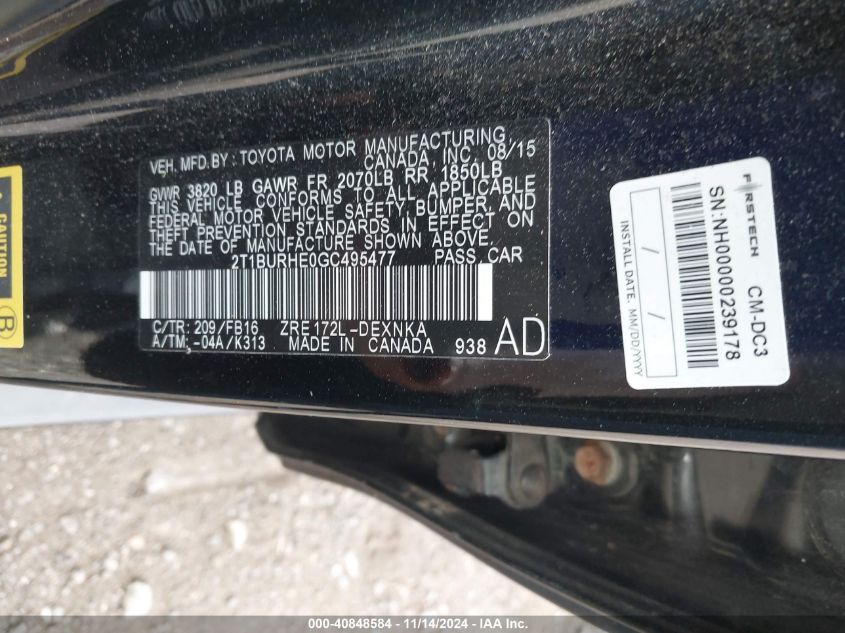 VEH. MFD. BY : TOYOTA MOTOR MANUFACTURING
CANADA, INC. 08/15
GVWR 3820 LB GAWR FR 2070LB RR 1850LB
THIS VEHICLE CONFORMS TO ALL APPLICABLE
FEDERAL MOTOR VEHICLE SAFETY, BUMPER, AND
THEFT PREVENTION STANDARDS IN EFFECT ON
THE DATE OF MANUFACTURE SHOWN ABOVE.
2T1BURHE0GC495477 PASS CAR
C/TR: 209 /FB16 ZRE172L-DEXNKA
A/TM: -04A/K313 MADE IN CANADA 938
AD
CAUTION
B
FIRSTECH CM-DC3
SN:NH00000239178
/ /
INSTALL DATE, MM/DD/YYYY
000-40848584 — 11/14/2024 — IAA Inc.